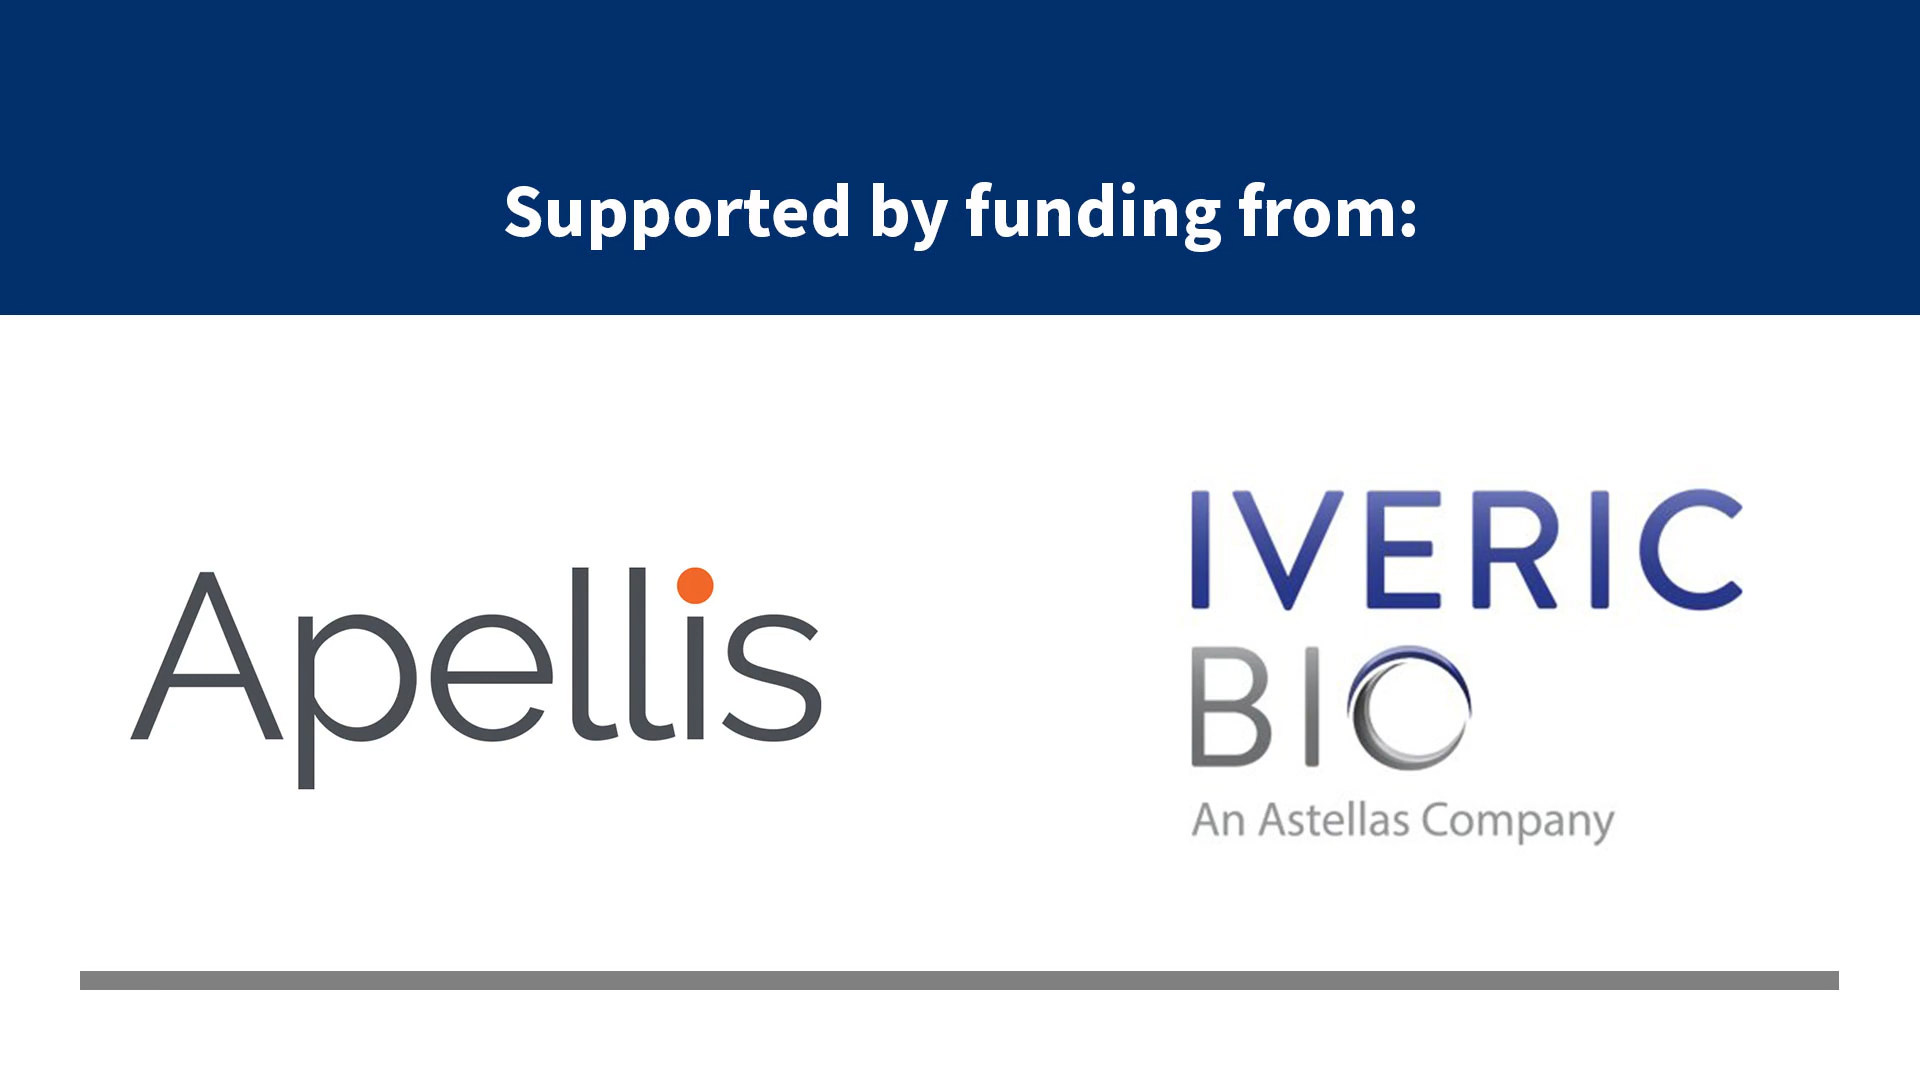 Supported by funding from:
Apellis
IVERIC
BIO
An Astellas Company